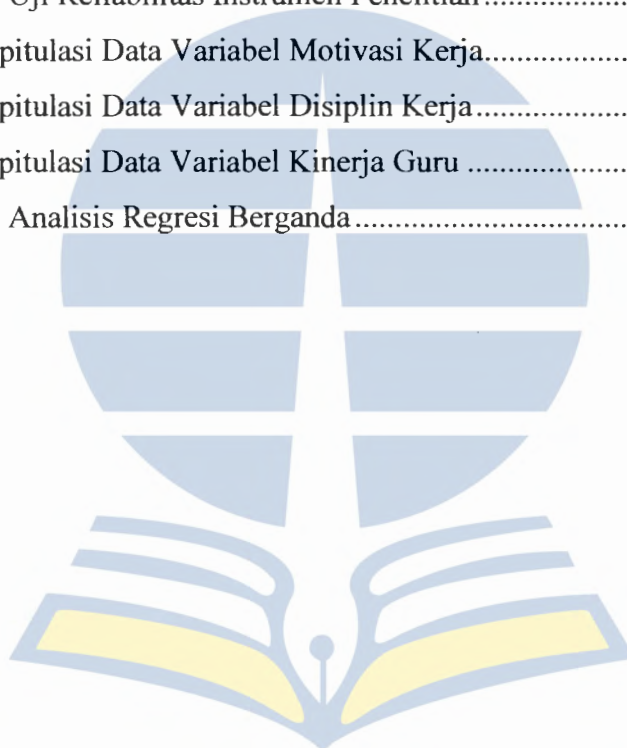 Uji Reliabilitas Instrumen Penelitian................
pitulasi Data Variabel Motivasi Kerja...................
pitulasi Data Variabel Disiplin Kerja....................
pitulasi Data Variabel Kinerja Guru ....................
Analisis Regresi Berganda..................................